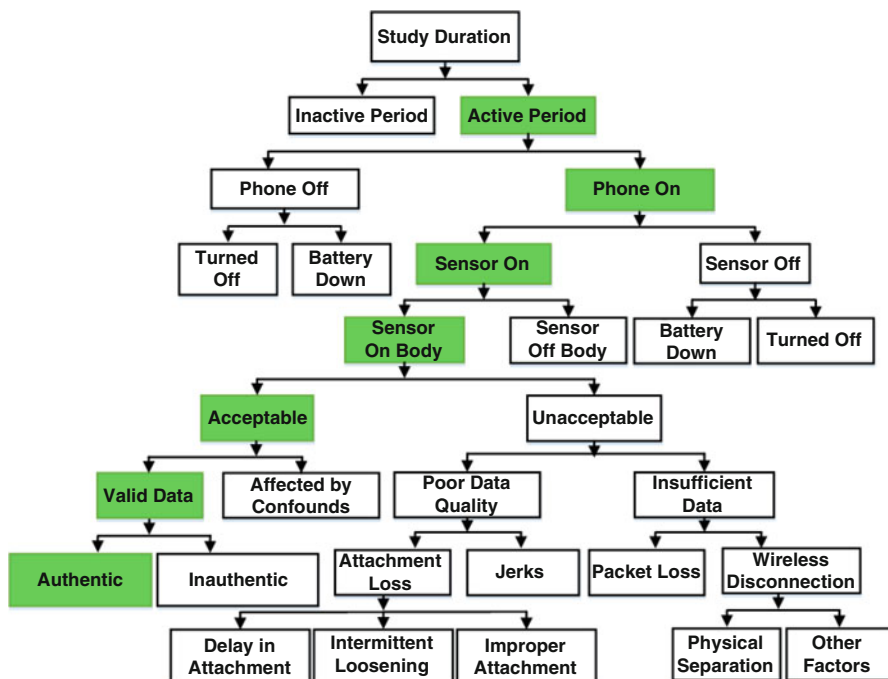 Study Duration
Inactive Period
Active Period
Phone Off
Phone On
Turned
Off
Battery
Down
Sensor On
Sensor Off
Sensor
On Body
Sensor
Off Body
Battery
Down
Turned Off
Acceptable
Unacceptable
Valid Data
Affected by
Confounds
Poor Data
Quality
Insufficient
Data
Authentic
Inauthentic
Attachment
Loss
Jerks
Packet Loss
Wireless
Disconnection
Delay in
Attachment
Intermittent
Loosening
Improper
Attachment
Physical
Separation
Other
Factors